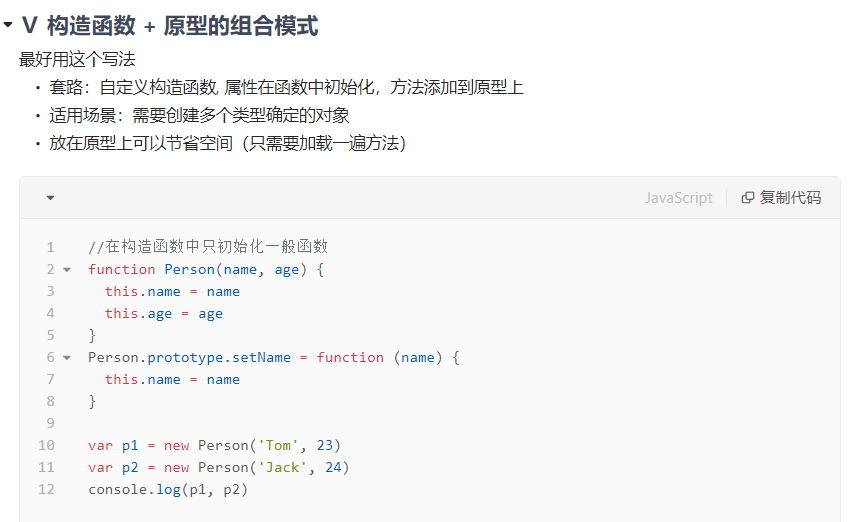 V 构造函数 + 原型的组合模式
最好用这个写法
• 套路：自定义构造函数, 属性在函数中初始化，方法添加到原型上
• 适用场景：需要创建多个类型确定的对象
• 放在原型上可以节省空间（只需要加载一遍方法）
JavaScript 复制代码
1 //在构造函数中只初始化一般函数
2 function Person(name, age) {
3 this.name = name
4 this.age = age
5 }
6 Person.prototype.setName = function (name) {
7 this.name = name
8 }
9
10 var p1 = new Person('Tom', 23)
11 var p2 = new Person('Jack', 24)
12 console.log(p1, p2)